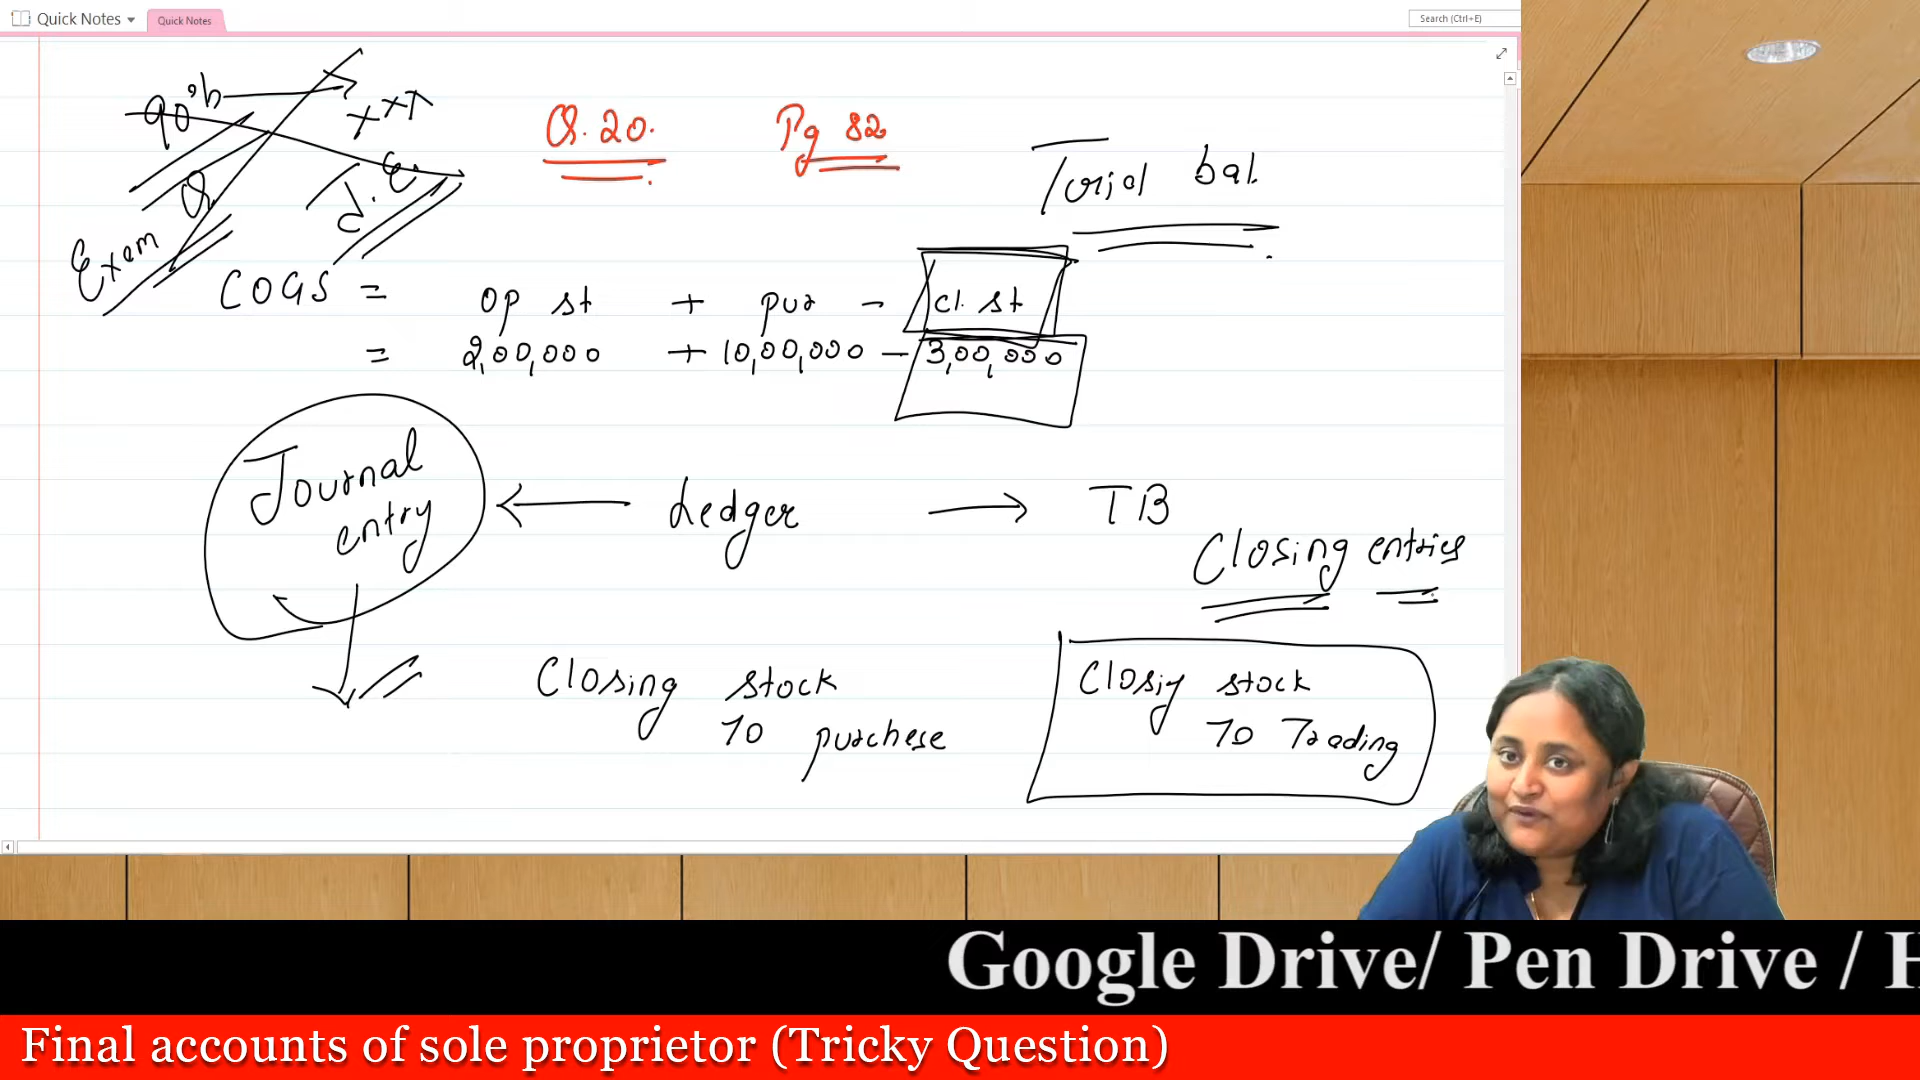 Quick Notes
Quick Notes
Search (Ctrl+E)
90's
Exam
J.E
Q. 20.
Pg 82
Trial bal.
COGS = Op st + pur - cl. st
= 2,00,000 + 10,00,000 - 3,00,000
Journal entry
Ledger
TB
Closing entries
Closing stock
To purchase
Closiy stock
To Trading
Google Drive/ Pen Drive / H
Final accounts of sole proprietor (Tricky Question)